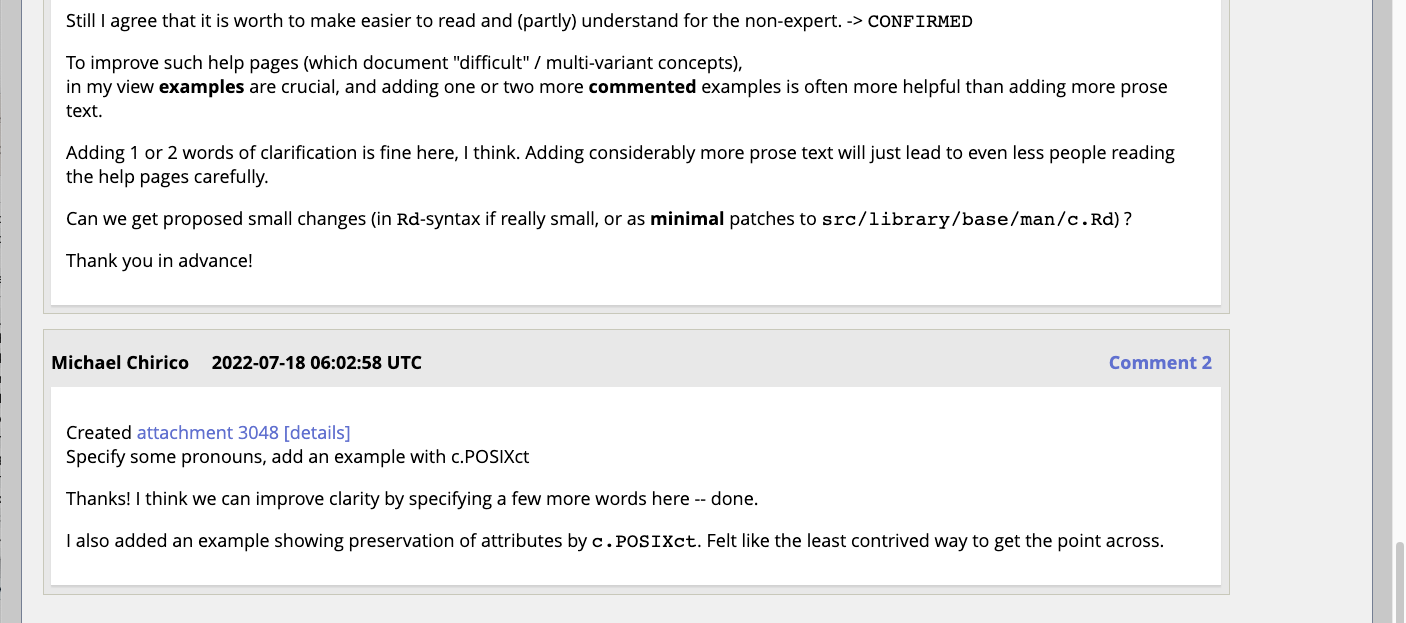 Still I agree that it is worth to make easier to read and (partly) understand for the non-expert. -> CONFIRMED
To improve such help pages (which document "difficult" / multi-variant concepts),
in my view examples are crucial, and adding one or two more commented examples is often more helpful than adding more prose
text.
Adding 1 or 2 words of clarification is fine here, I think. Adding considerably more prose text will just lead to even less people reading
the help pages carefully.
Can we get proposed small changes (in Rd-syntax if really small, or as minimal patches to src/library/base/man/c.Rd) ?
Thank you in advance!
Michael Chirico 2022-07-18 06:02:58 UTC Comment 2
Created attachment 3048 [details]
Specify some pronouns, add an example with c.POSIXct
Thanks! I think we can improve clarity by specifying a few more words here -- done.
I also added an example showing preservation of attributes by c.POSIXct. Felt like the least contrived way to get the point across.